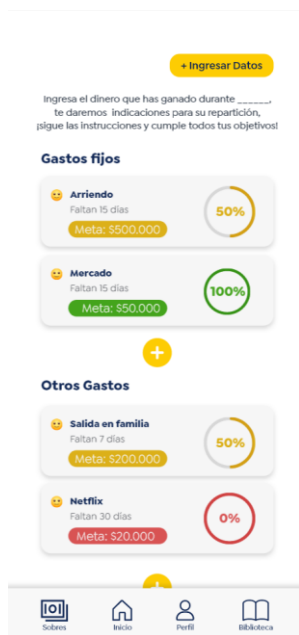 + Ingresar Datos
Ingresa el dinero que has ganado durante ______,
te daremos indicaciones para su repartición,
¡sigue las instrucciones y cumple todos tus objetivos!
Gastos fijos
Arriendo
Faltan 15 días
Meta: $500.000
50%
Mercado
Faltan 15 días
Meta: $50.000
100%
+
Otros Gastos
Salida en familia
Faltan 7 días
Meta: $200.000
50%
Netflix
Faltan 30 días
Meta: $20.000
0%
+
Sobres
Inicio
Perfil
Biblioteca